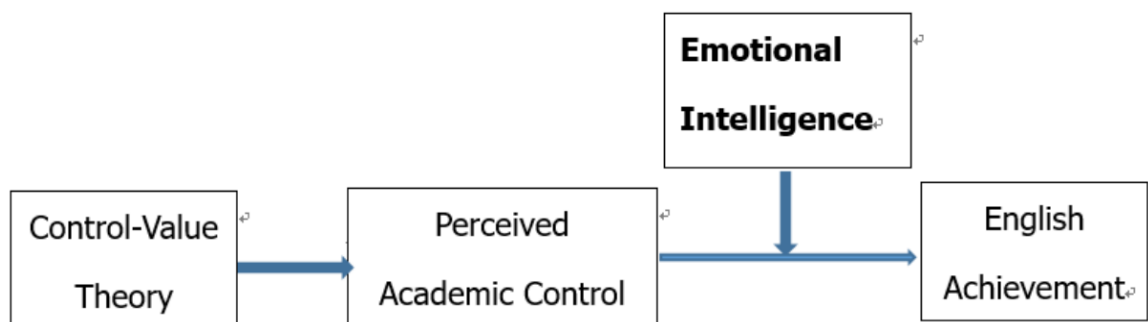 Emotional
Intelligence
Control-Value
Theory
Perceived
Academic Control
English
Achievement